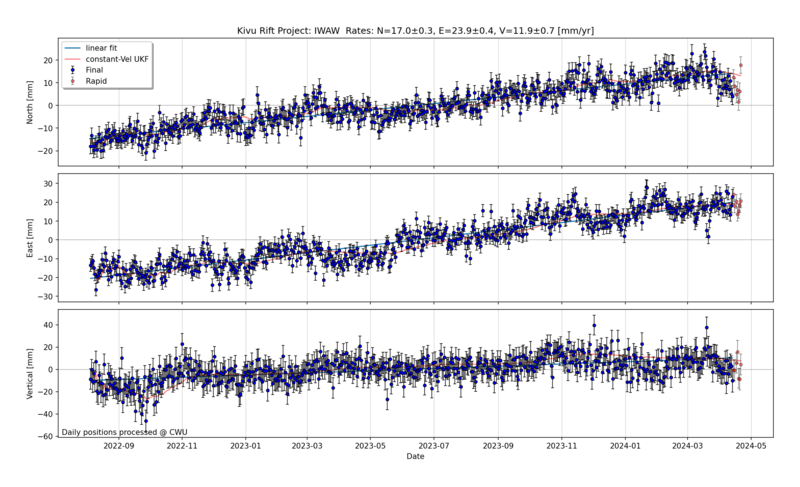 Kivu Rift Project: IWAW Rates: N=17.0±0.3, E=23.9±0.4, V=11.9±0.7 [mm/yr]
linear fit
constant-Vel UKF
Final
Rapid
North [mm]
20
10
0
−10
−20
East [mm]
30
20
10
0
−10
−20
−30
Vertical [mm]
40
20
0
−20
−40
−60
Daily positions processed @ CWU
2022-09 2022-11 2023-01 2023-03 2023-05 2023-07 2023-09 2023-11 2024-01 2024-03 2024-05
Date